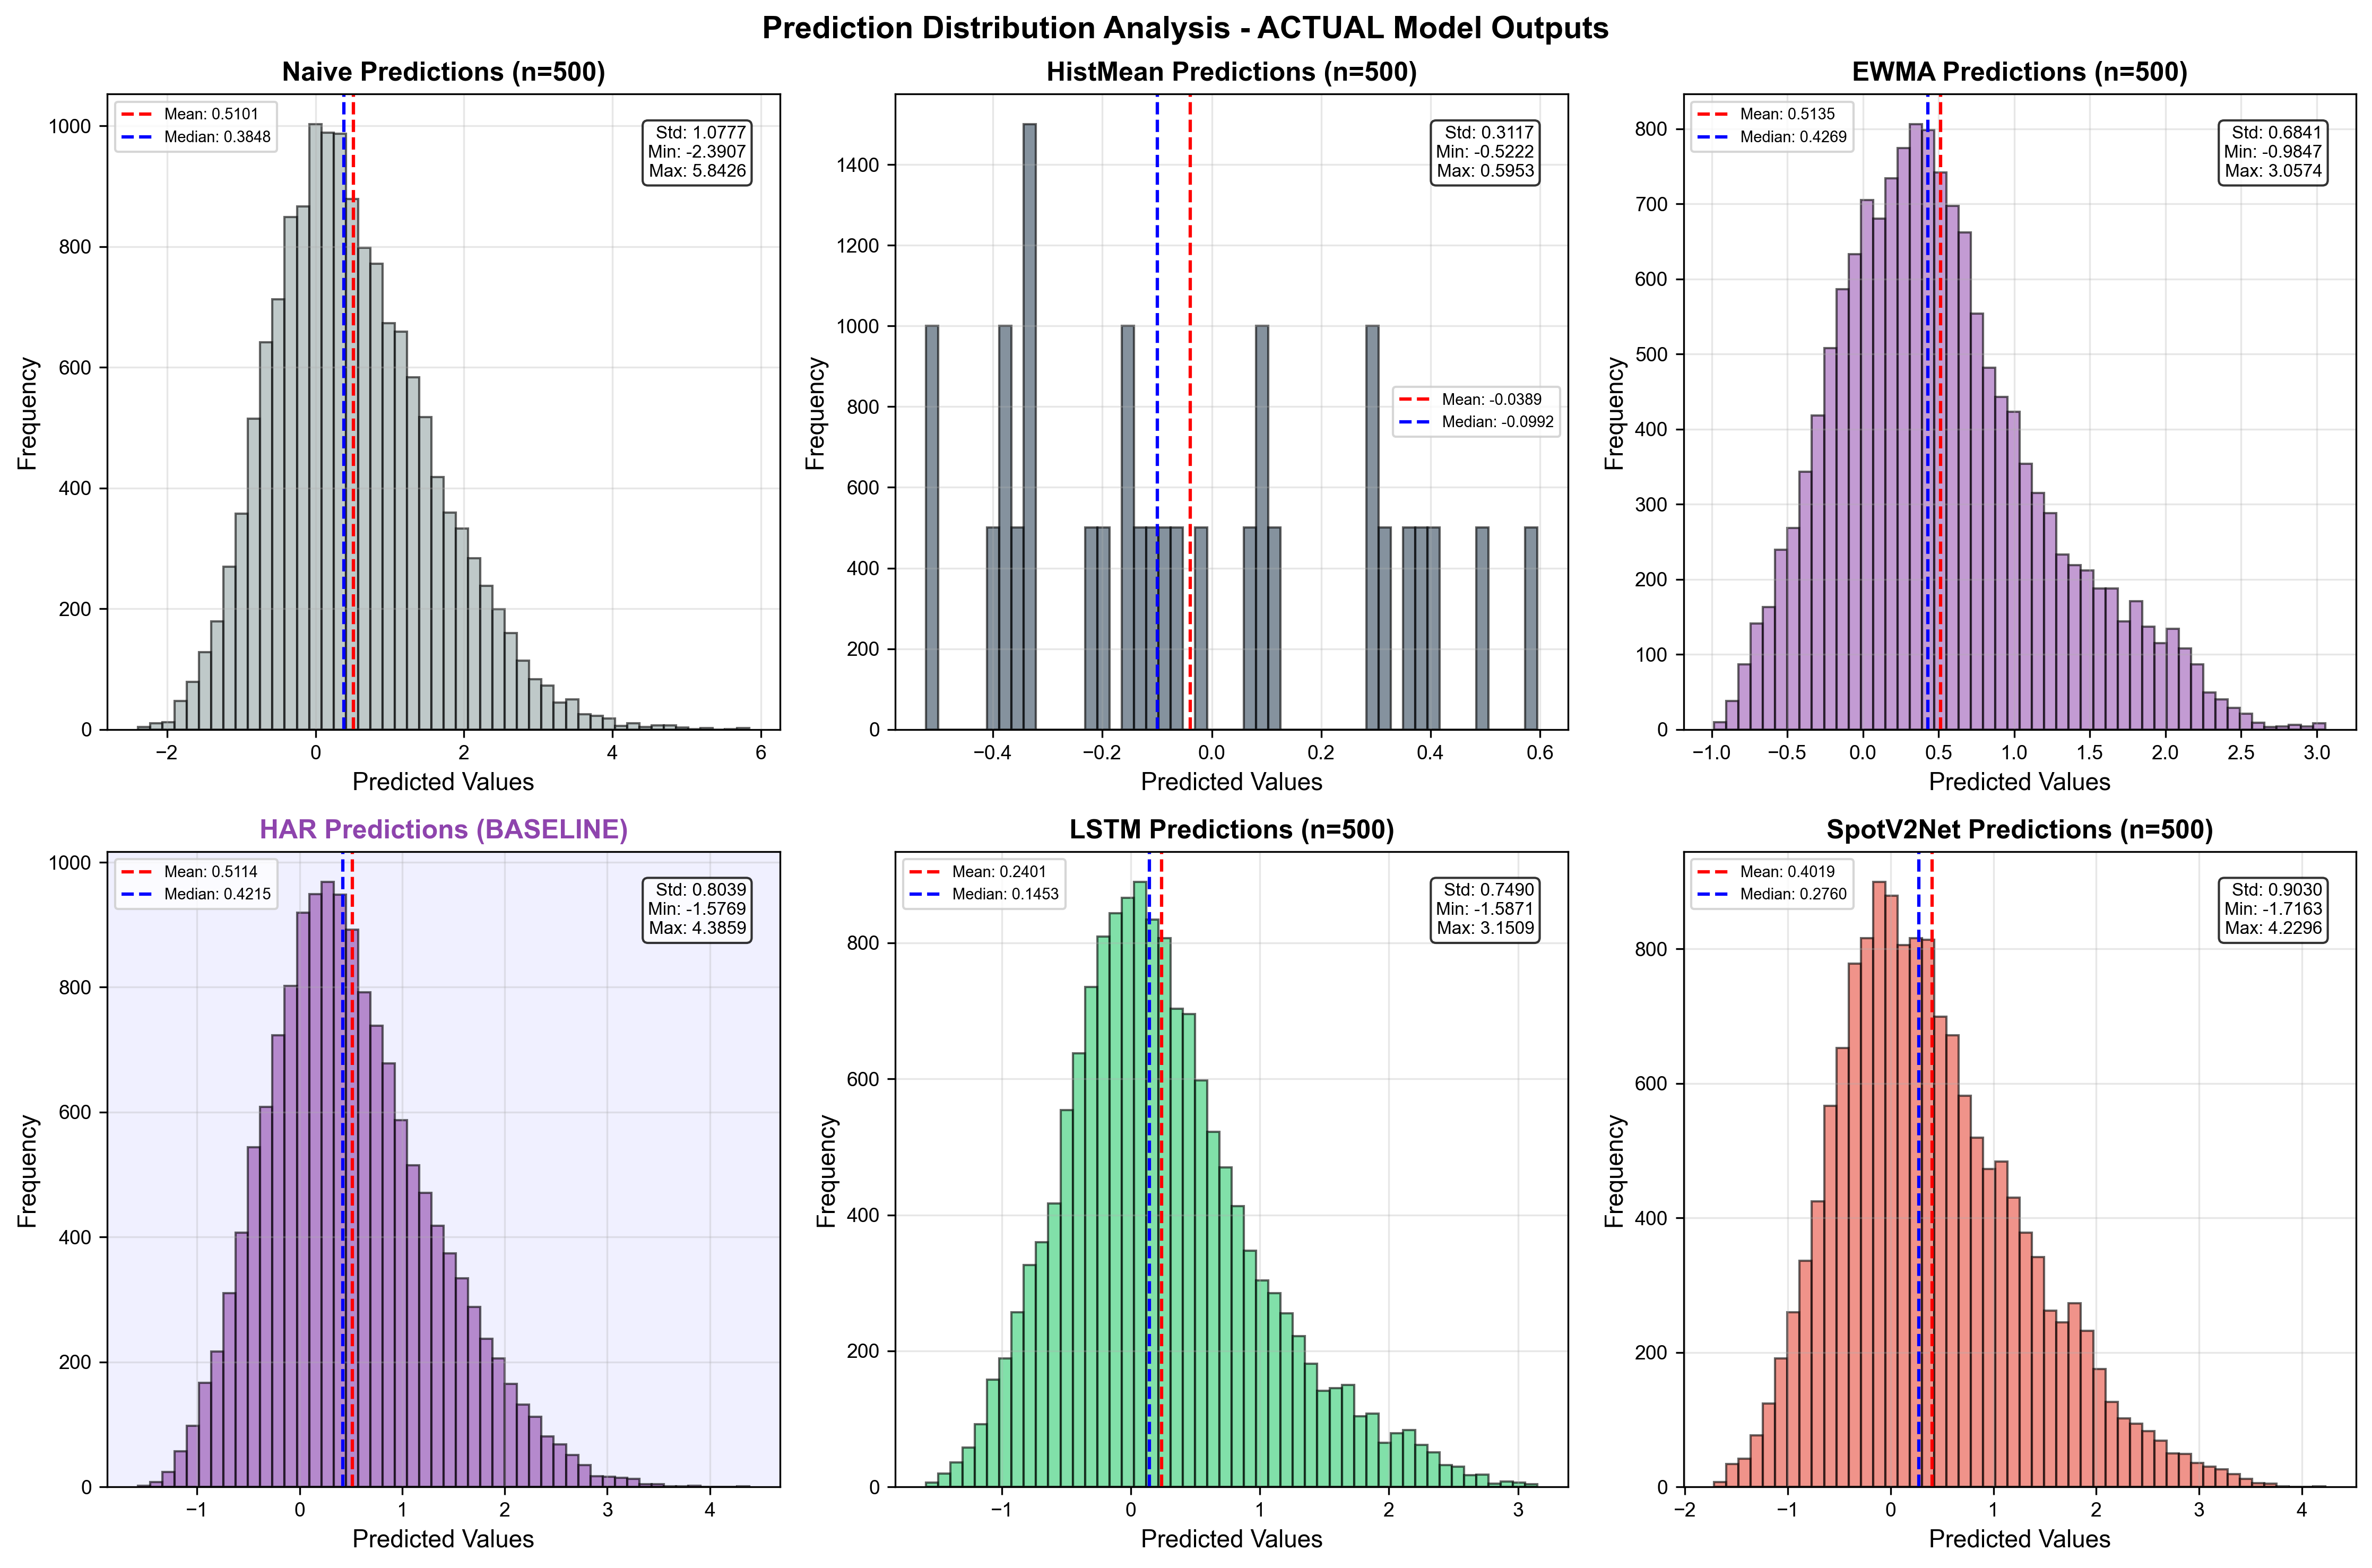 Prediction Distribution Analysis - ACTUAL Model Outputs
Naive Predictions (n=500)
Mean: 0.5101
Median: 0.3848
Std: 1.0777
Min: -2.3907
Max: 5.8426
Frequency
1000
800
600
400
200
0
−2
0
2
4
6
Predicted Values
HistMean Predictions (n=500)
Std: 0.3117
Min: -0.5222
Max: 0.5953
Mean: -0.0389
Median: -0.0992
Frequency
1400
1200
1000
800
600
400
200
0
−0.4
−0.2
0.0
0.2
0.4
0.6
Predicted Values
EWMA Predictions (n=500)
Mean: 0.5135
Median: 0.4269
Std: 0.6841
Min: -0.9847
Max: 3.0574
Frequency
800
700
600
500
400
300
200
100
0
−1.0
−0.5
0.0
0.5
1.0
1.5
2.0
2.5
3.0
Predicted Values
HAR Predictions (BASELINE)
Mean: 0.5114
Median: 0.4215
Std: 0.8039
Min: -1.5769
Max: 4.3859
Frequency
1000
800
600
400
200
0
−1
0
1
2
3
4
Predicted Values
LSTM Predictions (n=500)
Mean: 0.2401
Median: 0.1453
Std: 0.7490
Min: -1.5871
Max: 3.1509
Frequency
800
600
400
200
0
−1
0
1
2
3
Predicted Values
SpotV2Net Predictions (n=500)
Mean: 0.4019
Median: 0.2760
Std: 0.9030
Min: -1.7163
Max: 4.2296
Frequency
800
600
400
200
0
−2
−1
0
1
2
3
4
Predicted Values